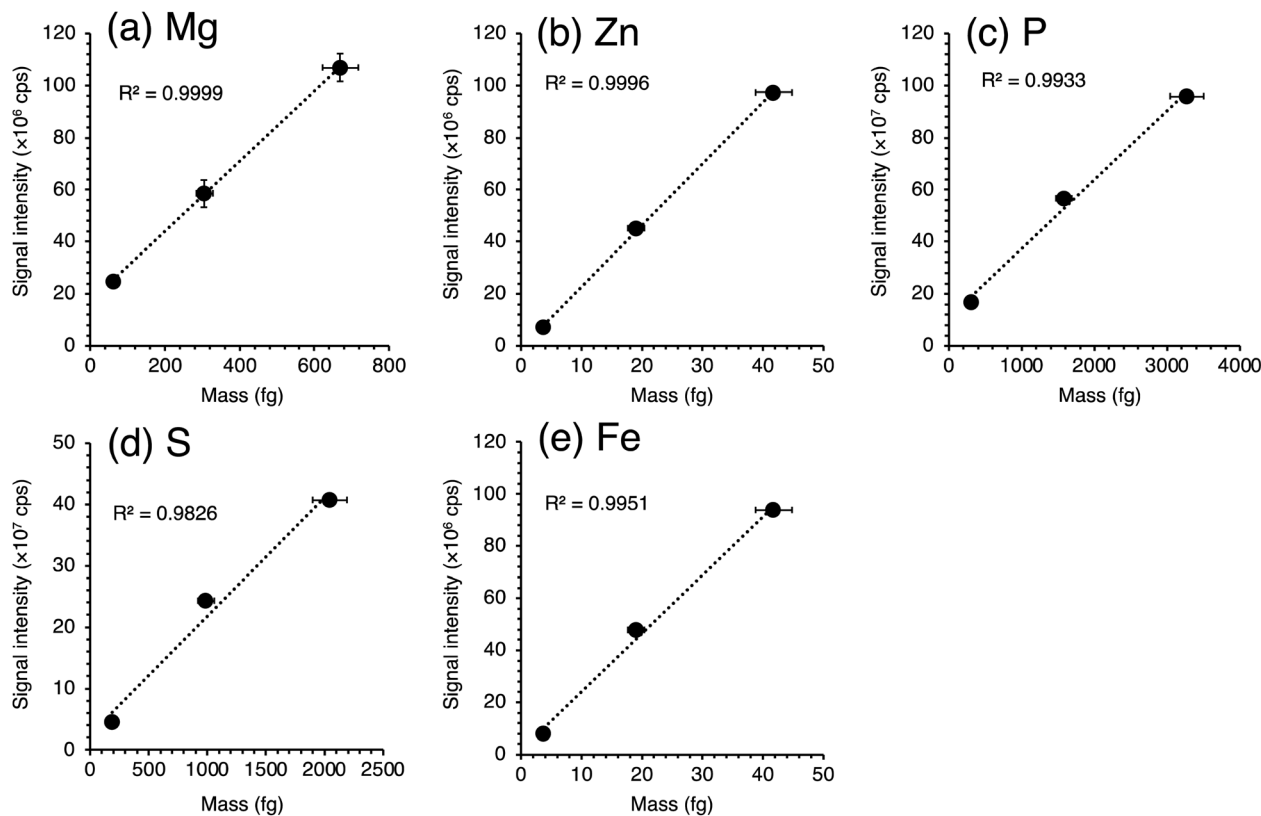 (a) Mg
R² = 0.9999
Signal intensity (×10⁶ cps)
120
100
80
60
40
20
0
0 200 400 600 800
Mass (fg)
(b) Zn
R² = 0.9996
Signal intensity (×10⁶ cps)
120
100
80
60
40
20
0
0 10 20 30 40 50
Mass (fg)
(c) P
R² = 0.9933
Signal intensity (×10⁷ cps)
120
100
80
60
40
20
0
0 1000 2000 3000 4000
Mass (fg)
(d) S
R² = 0.9826
Signal intensity (×10⁷ cps)
50
40
30
20
10
0
0 500 1000 1500 2000 2500
Mass (fg)
(e) Fe
R² = 0.9951
Signal intensity (×10⁶ cps)
120
100
80
60
40
20
0
0 10 20 30 40 50
Mass (fg)